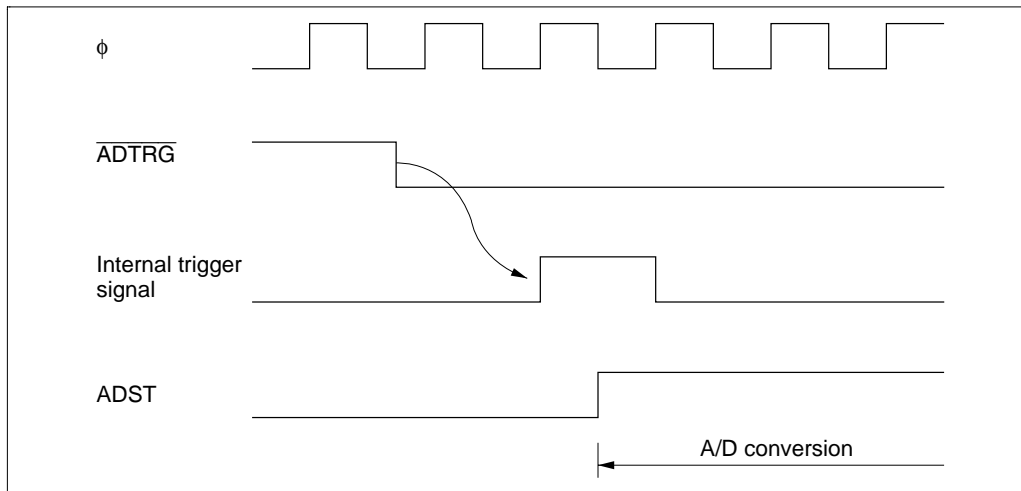 ϕ
ADTRG
Internal trigger
signal
ADST
A/D conversion